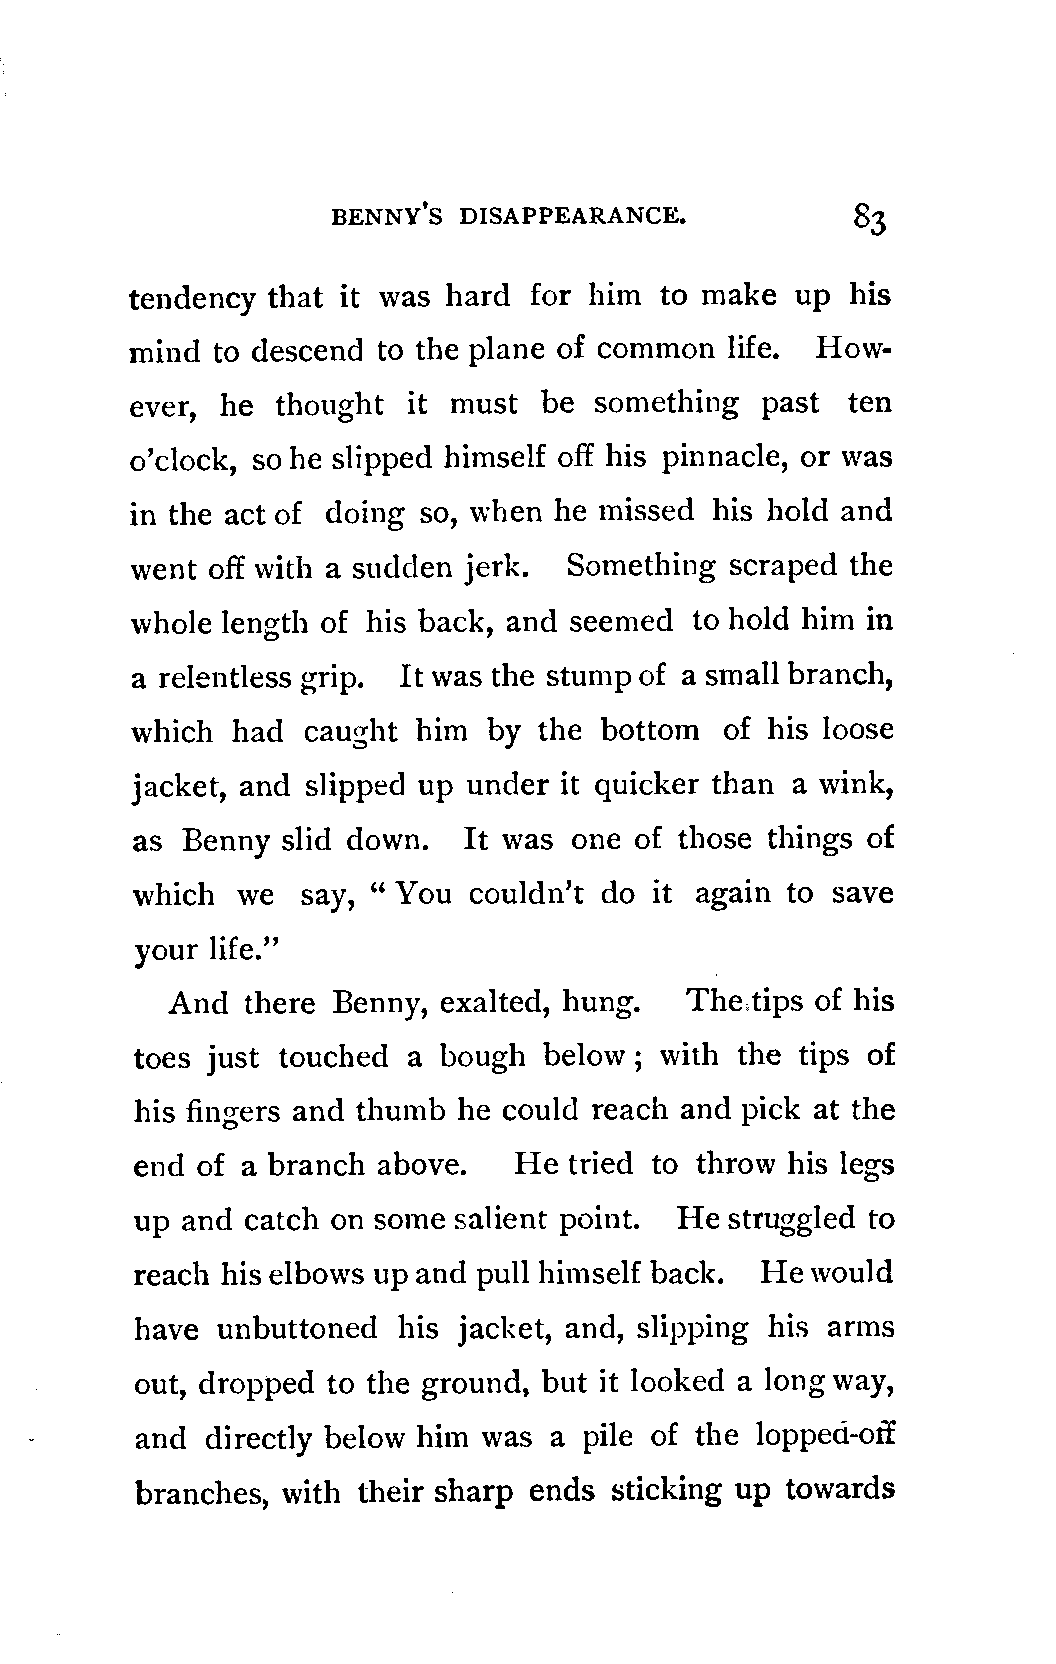 BENNY'S DISAPPEARANCE. 83
tendency that it was hard for him to make up his
mind to descend to the plane of common life. How-
ever, he thought it must be something past ten
o'clock, so he slipped himself off his pinnacle, or was
in the act of doing so, when he missed his hold and
went off with a sudden jerk. Something scraped the
whole length of his back, and seemed to hold him in
a relentless grip. It was the stump of a small branch,
which had caught him by the bottom of his loose
jacket, and slipped up under it quicker than a wink,
as Benny slid down. It was one of those things of
which we say, “ You couldn't do it again to save
your life.”
And there Benny, exalted, hung. The tips of his
toes just touched a bough below ; with the tips of
his fingers and thumb he could reach and pick at the
end of a branch above. He tried to throw his legs
up and catch on some salient point. He struggled to
reach his elbows up and pull himself back. He would
have unbuttoned his jacket, and, slipping his arms
out, dropped to the ground, but it looked a long way,
and directly below him was a pile of the lopped-off
branches, with their sharp ends sticking up towards